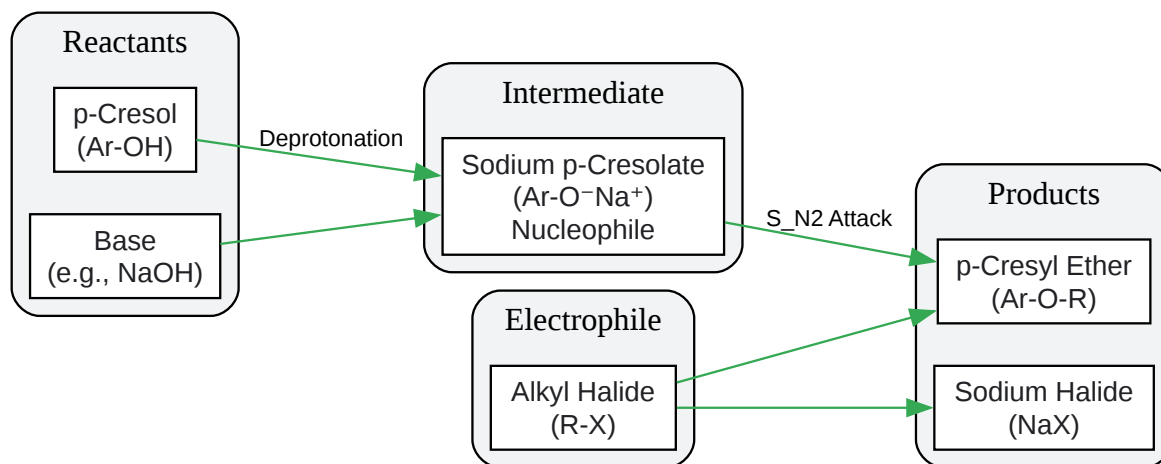 Reactants
p-Cresol
(Ar-OH)
Base
(e.g., NaOH)
Deprotonation
Intermediate
Sodium p-Cresolate
(Ar-O⁻Na⁺)
Nucleophile
Electrophile
Alkyl Halide
(R-X)
S_N2 Attack
Products
p-Cresyl Ether
(Ar-O-R)
Sodium Halide
(NaX)